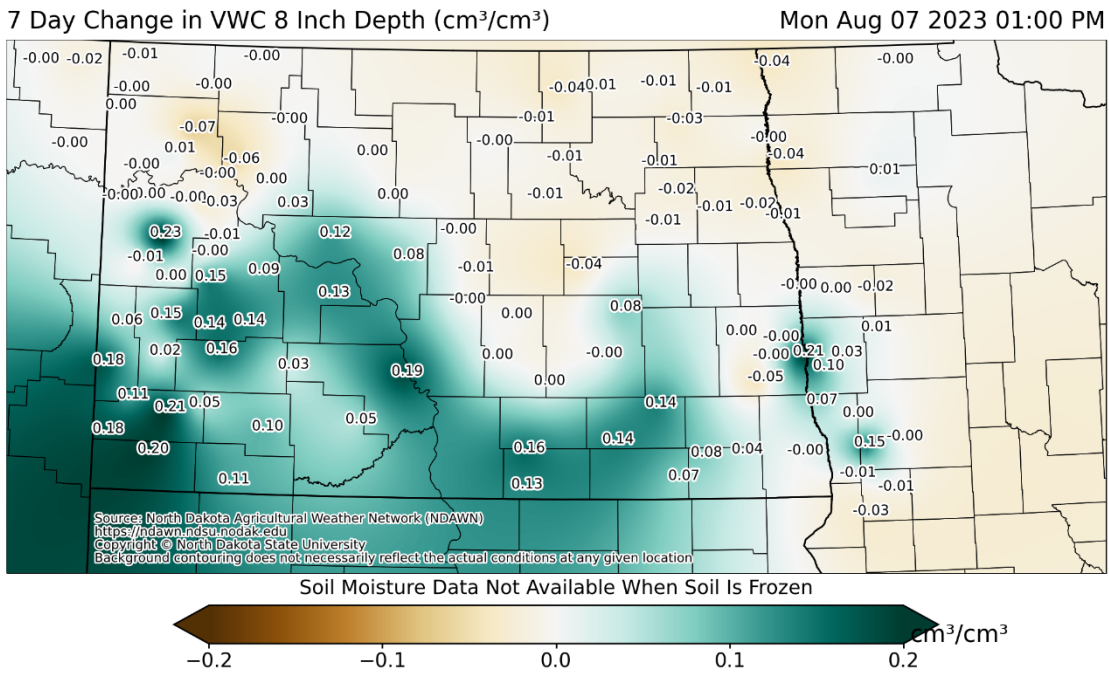 7 Day Change in VWC 8 Inch Depth (cm³/cm³) Mon Aug 07 2023 01:00 PM
-0.00 -0.02 -0.01 -0.00 -0.04 -0.00
-0.00 -0.00 -0.04 0.01 -0.01 -0.01
0.00 -0.00 -0.01 -0.03
-0.00 -0.07 -0.00 -0.00
0.01 -0.06 0.00 -0.01 -0.01 -0.04
-0.00 -0.00 0.00 0.01
-0.00 -0.00 -0.00 -0.03 0.03 0.00 -0.01 -0.02 -0.01 -0.02 -0.01
0.23 -0.01 0.12 -0.00 -0.01
-0.01 -0.00 0.08
0.00 0.15 0.09 -0.01 -0.04
0.13 -0.00 -0.00 0.00 -0.02
0.06 0.15 0.14 0.14 0.00 0.08 0.00 -0.00 0.01
0.18 0.02 0.16 0.03 0.00 -0.00 -0.00 0.21 0.03
0.10
0.19 0.00 -0.05
0.11 0.21 0.05 0.14 0.07
0.18 0.10 0.05 0.14 0.00
0.20 0.16 0.08 0.04 -0.00 0.15 -0.00
0.11 0.13 0.07 -0.01 -0.01
-0.03
Source: North Dakota Agricultural Weather Network (NDAWN)
https://ndawn.ndsu.nodak.edu
Copyright © North Dakota State University
Background contouring does not necessarily reflect the actual conditions at any given location
Soil Moisture Data Not Available When Soil Is Frozen
cm³/cm³
−0.2 −0.1 0.0 0.1 0.2